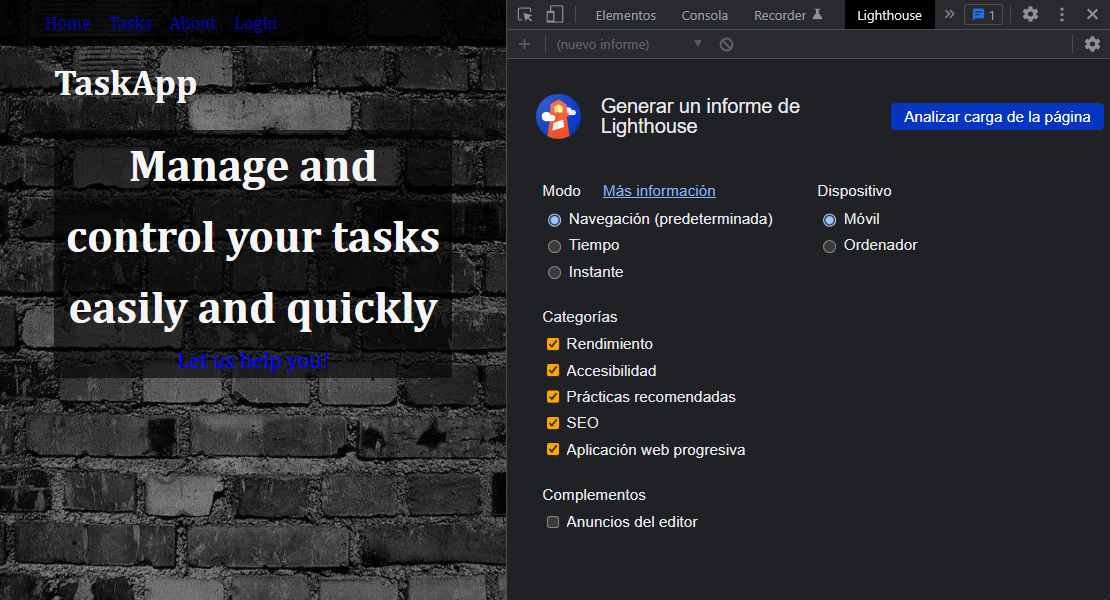 Home Tasks About Login
TaskApp
Manage and
control your tasks
easily and quickly
Let us help you!
Elementos Consola Recorder Lighthouse » 1
(nuevo informe)
Generar un informe de
Lighthouse
Analizar carga de la página
Modo Más información
Navegación (predeterminada)
Tiempo
Instante
Dispositivo
Móvil
Ordenador
Categorías
Rendimiento
Accesibilidad
Prácticas recomendadas
SEO
Aplicación web progresiva
Complementos
Anuncios del editor